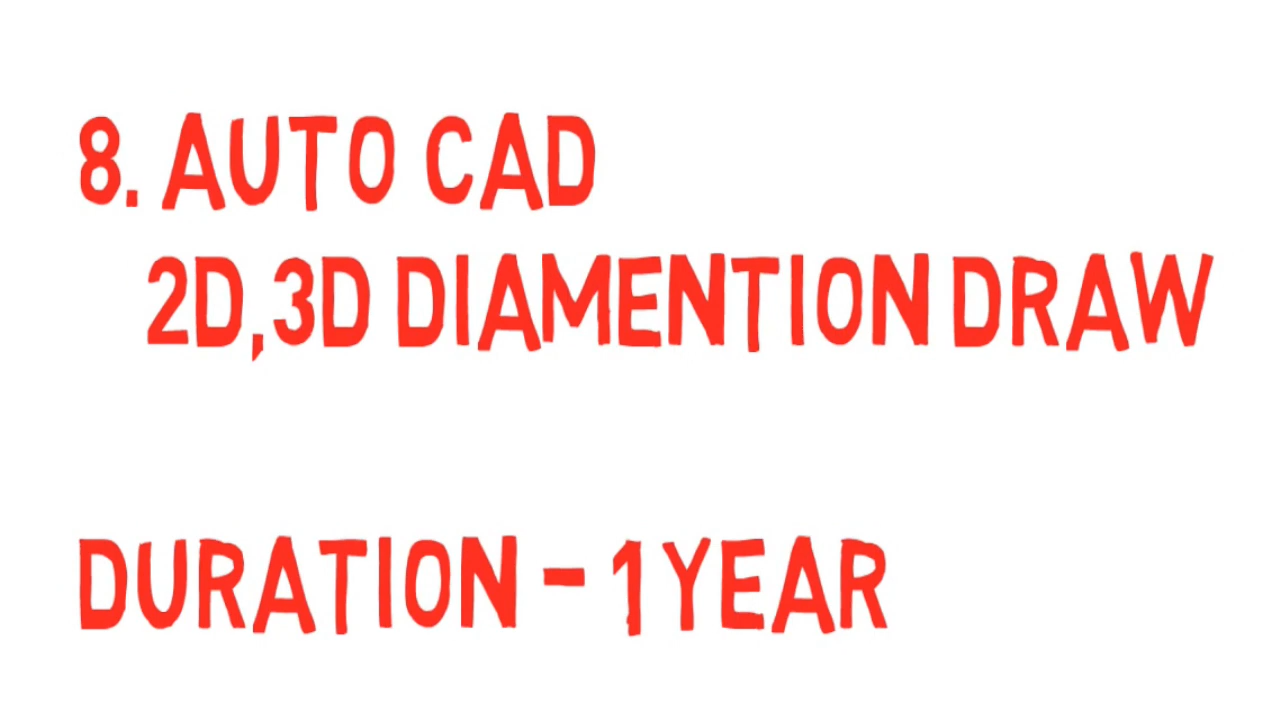 8. AUTO CAD
2D,3D DIAMENTION DRAW
DURATION - 1 YEAR